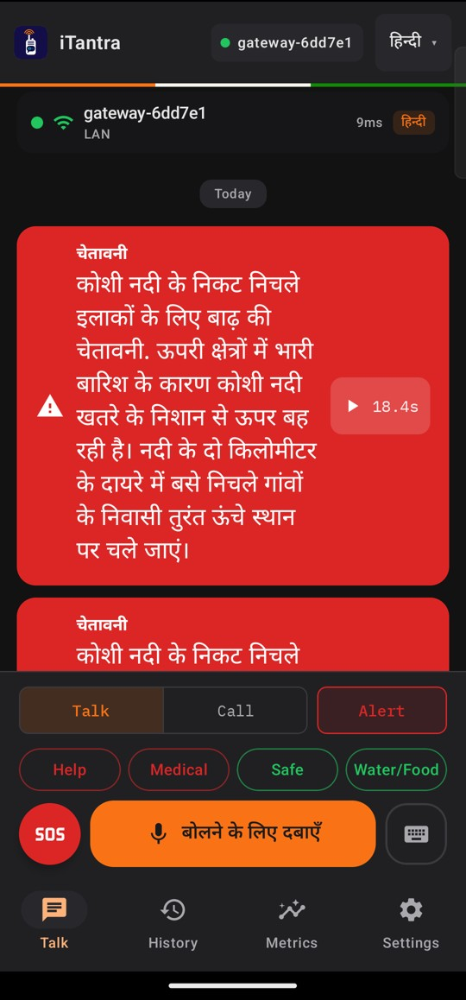 iTantra
gateway-6dd7e1
हिन्दी
gateway-6dd7e1
LAN
9ms
हिन्दी
Today
चेतावनी
कोशी नदी के निकट निचले
इलाकों के लिए बाढ़ की
चेतावनी. ऊपरी क्षेत्रों में भारी
बारिश के कारण कोशी नदी
खतरे के निशान से ऊपर बह
रही है। नदी के दो किलोमीटर
के दायरे में बसे निचले गांवों
के निवासी तुरंत ऊंचे स्थान
पर चले जाएं।
18.4s
चेतावनी
कोशी नदी के निकट निचले
Talk
Call
Alert
Help
Medical
Safe
Water/Food
SOS
बोलने के लिए दबाएँ
Talk
History
Metrics
Settings